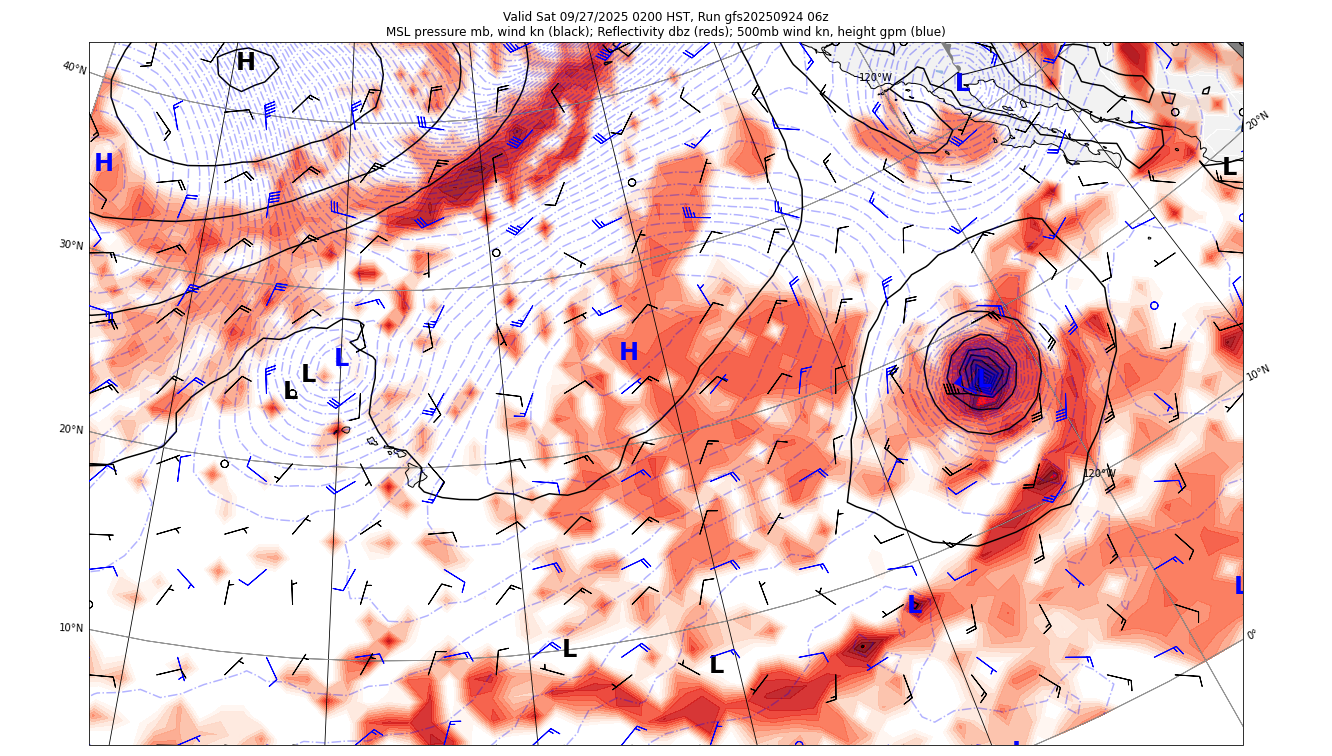 Valid Sat 09/27/2025 0200 HST, Run gfs20250924 06z
MSL pressure mb, wind kn (black); Reflectivity dbz (reds); 500mb wind kn, height gpm (blue)
H
40°N
120°W
L
20°N
H
L
30°N
H
L
L
L
10°N
20°N
120°W
L
L
10°N
0°
L
L